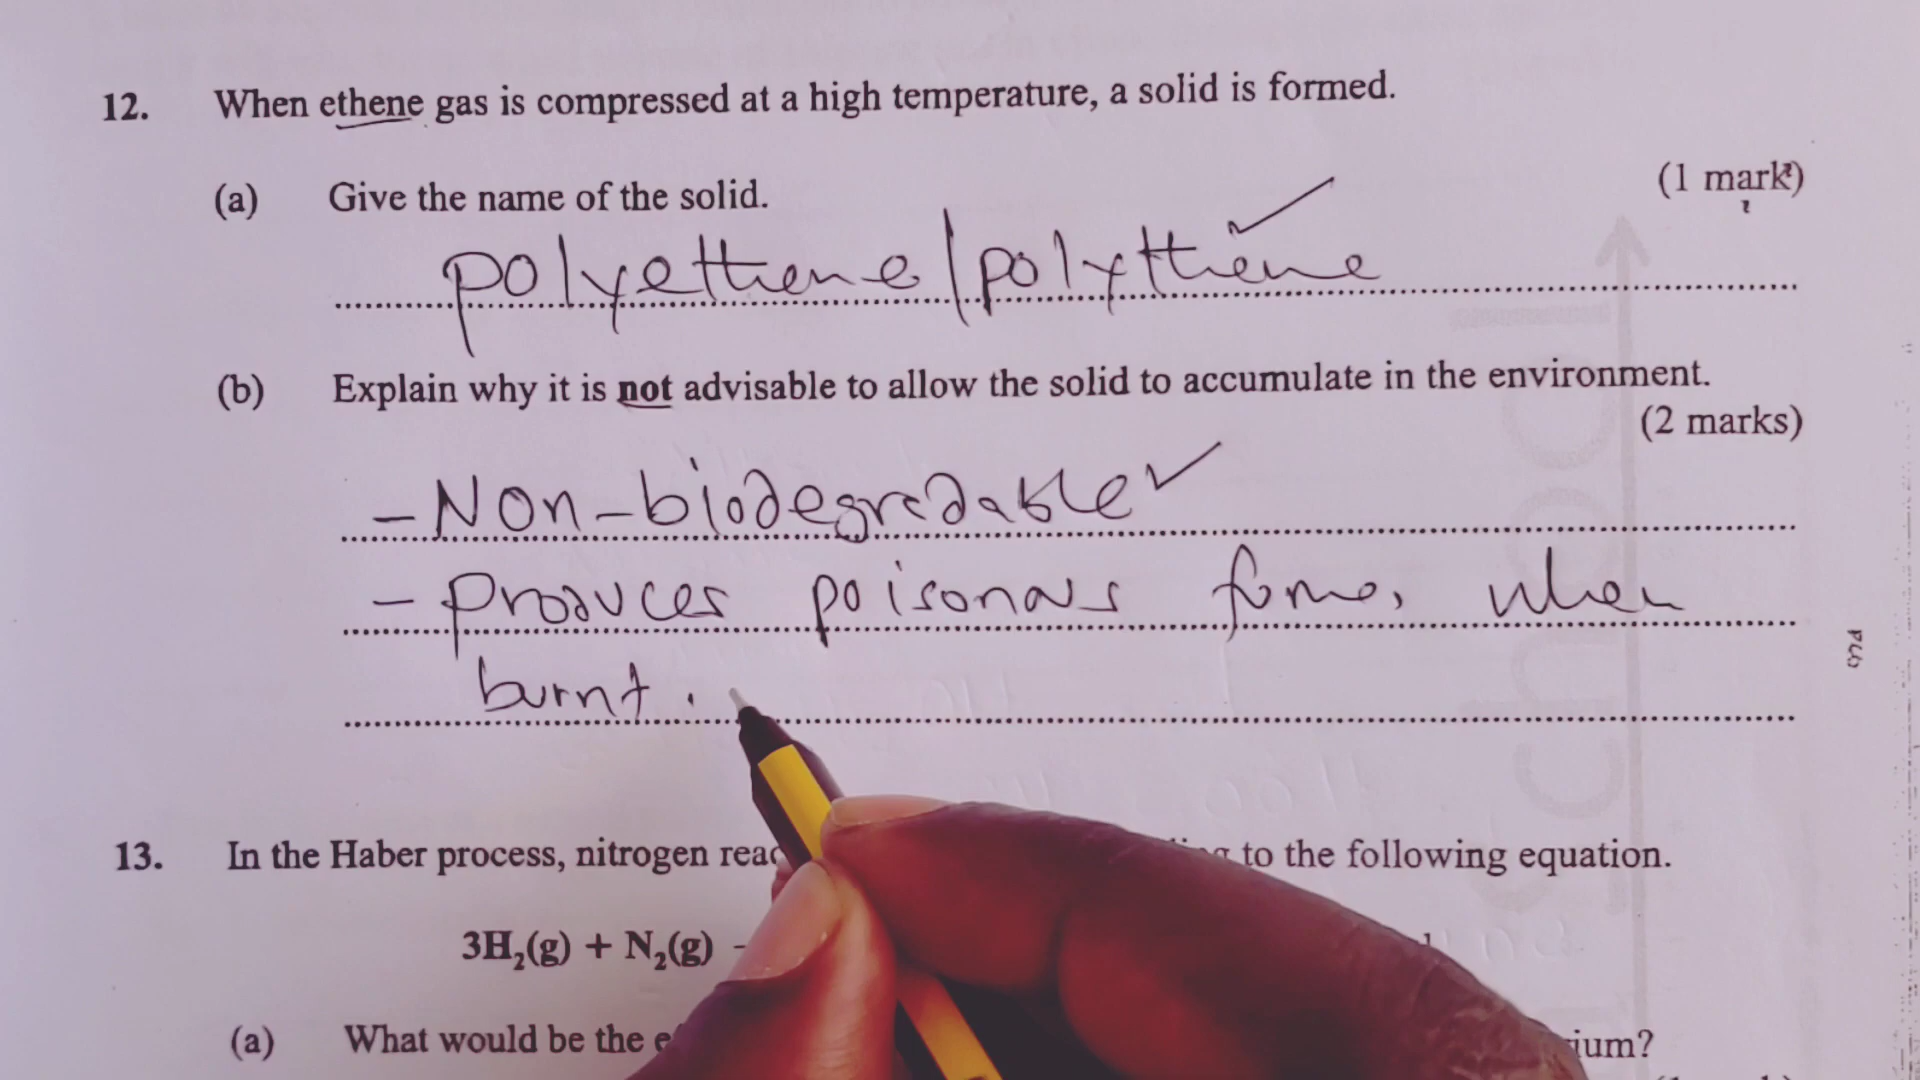 12. When ethene gas is compressed at a high temperature, a solid is formed.
(a) Give the name of the solid. (1 mark)
polyethene/polythene
(b) Explain why it is not advisable to allow the solid to accumulate in the environment.
(2 marks)
- Non-biodegradable
- produces poisonous fumes when
burnt.
13. In the Haber process, nitrogen to the following equation.
3H₂(g) + N₂(g)
(a) What would be the